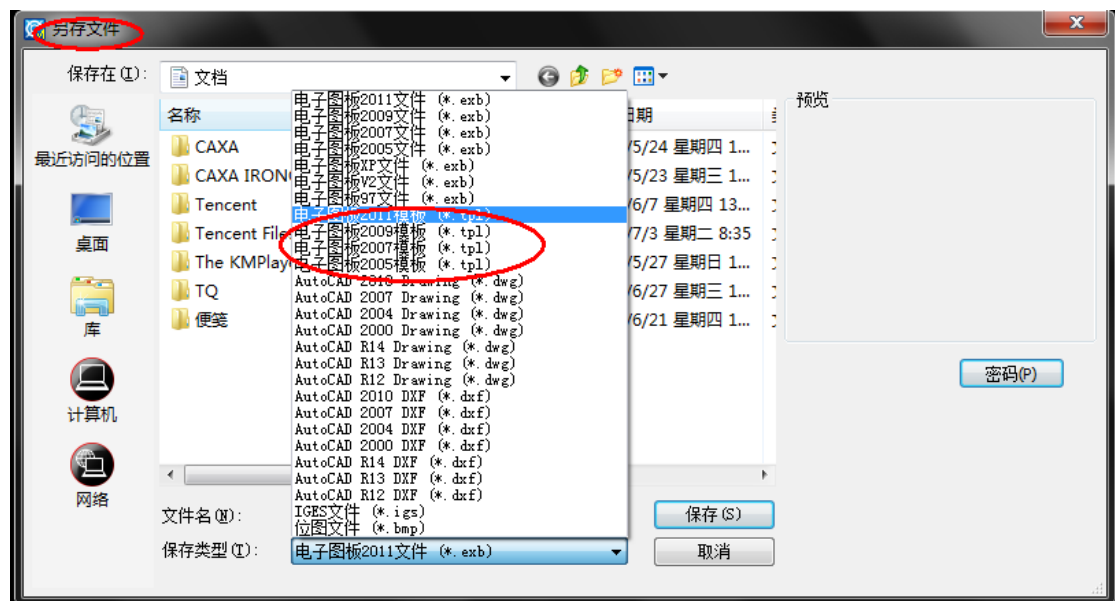 另存文件
保存在(I):
文档
最近访问的位置
桌面
库
计算机
网络
名称
日期
CAXA
/5/24 星期四 1...
CAXA IRON
/5/23 星期三 1...
Tencent
/6/7 星期四 13...
Tencent File
/7/3 星期二 8:35
The KMPlay
/5/27 星期日 1...
TQ
/6/27 星期三 1...
便笺
/6/21 星期四 1...
电子图板2011文件 (*.exb)
电子图板2009文件 (*.exb)
电子图板2007文件 (*.exb)
电子图板2005文件 (*.exb)
电子图板XP文件 (*.exb)
电子图板V2文件 (*.exb)
电子图板97文件 (*.exb)
电子图板2011模板 (*.tpl)
电子图板2009模板 (*.tpl)
电子图板2007模板 (*.tpl)
电子图板2005模板 (*.tpl)
AutoCAD 2010 Drawing (*.dwg)
AutoCAD 2007 Drawing (*.dwg)
AutoCAD 2004 Drawing (*.dwg)
AutoCAD 2000 Drawing (*.dwg)
AutoCAD R14 Drawing (*.dwg)
AutoCAD R13 Drawing (*.dwg)
AutoCAD R12 Drawing (*.dwg)
AutoCAD 2010 DXF (*.dxf)
AutoCAD 2007 DXF (*.dxf)
AutoCAD 2004 DXF (*.dxf)
AutoCAD 2000 DXF (*.dxf)
AutoCAD R14 DXF (*.dxf)
AutoCAD R13 DXF (*.dxf)
AutoCAD R12 DXF (*.dxf)
IGES文件 (*.igs)
位图文件 (*.bmp)
预览
密码(P)
文件名(N):
保存(S)
保存类型(T):
电子图板2011文件 (*.exb)
取消